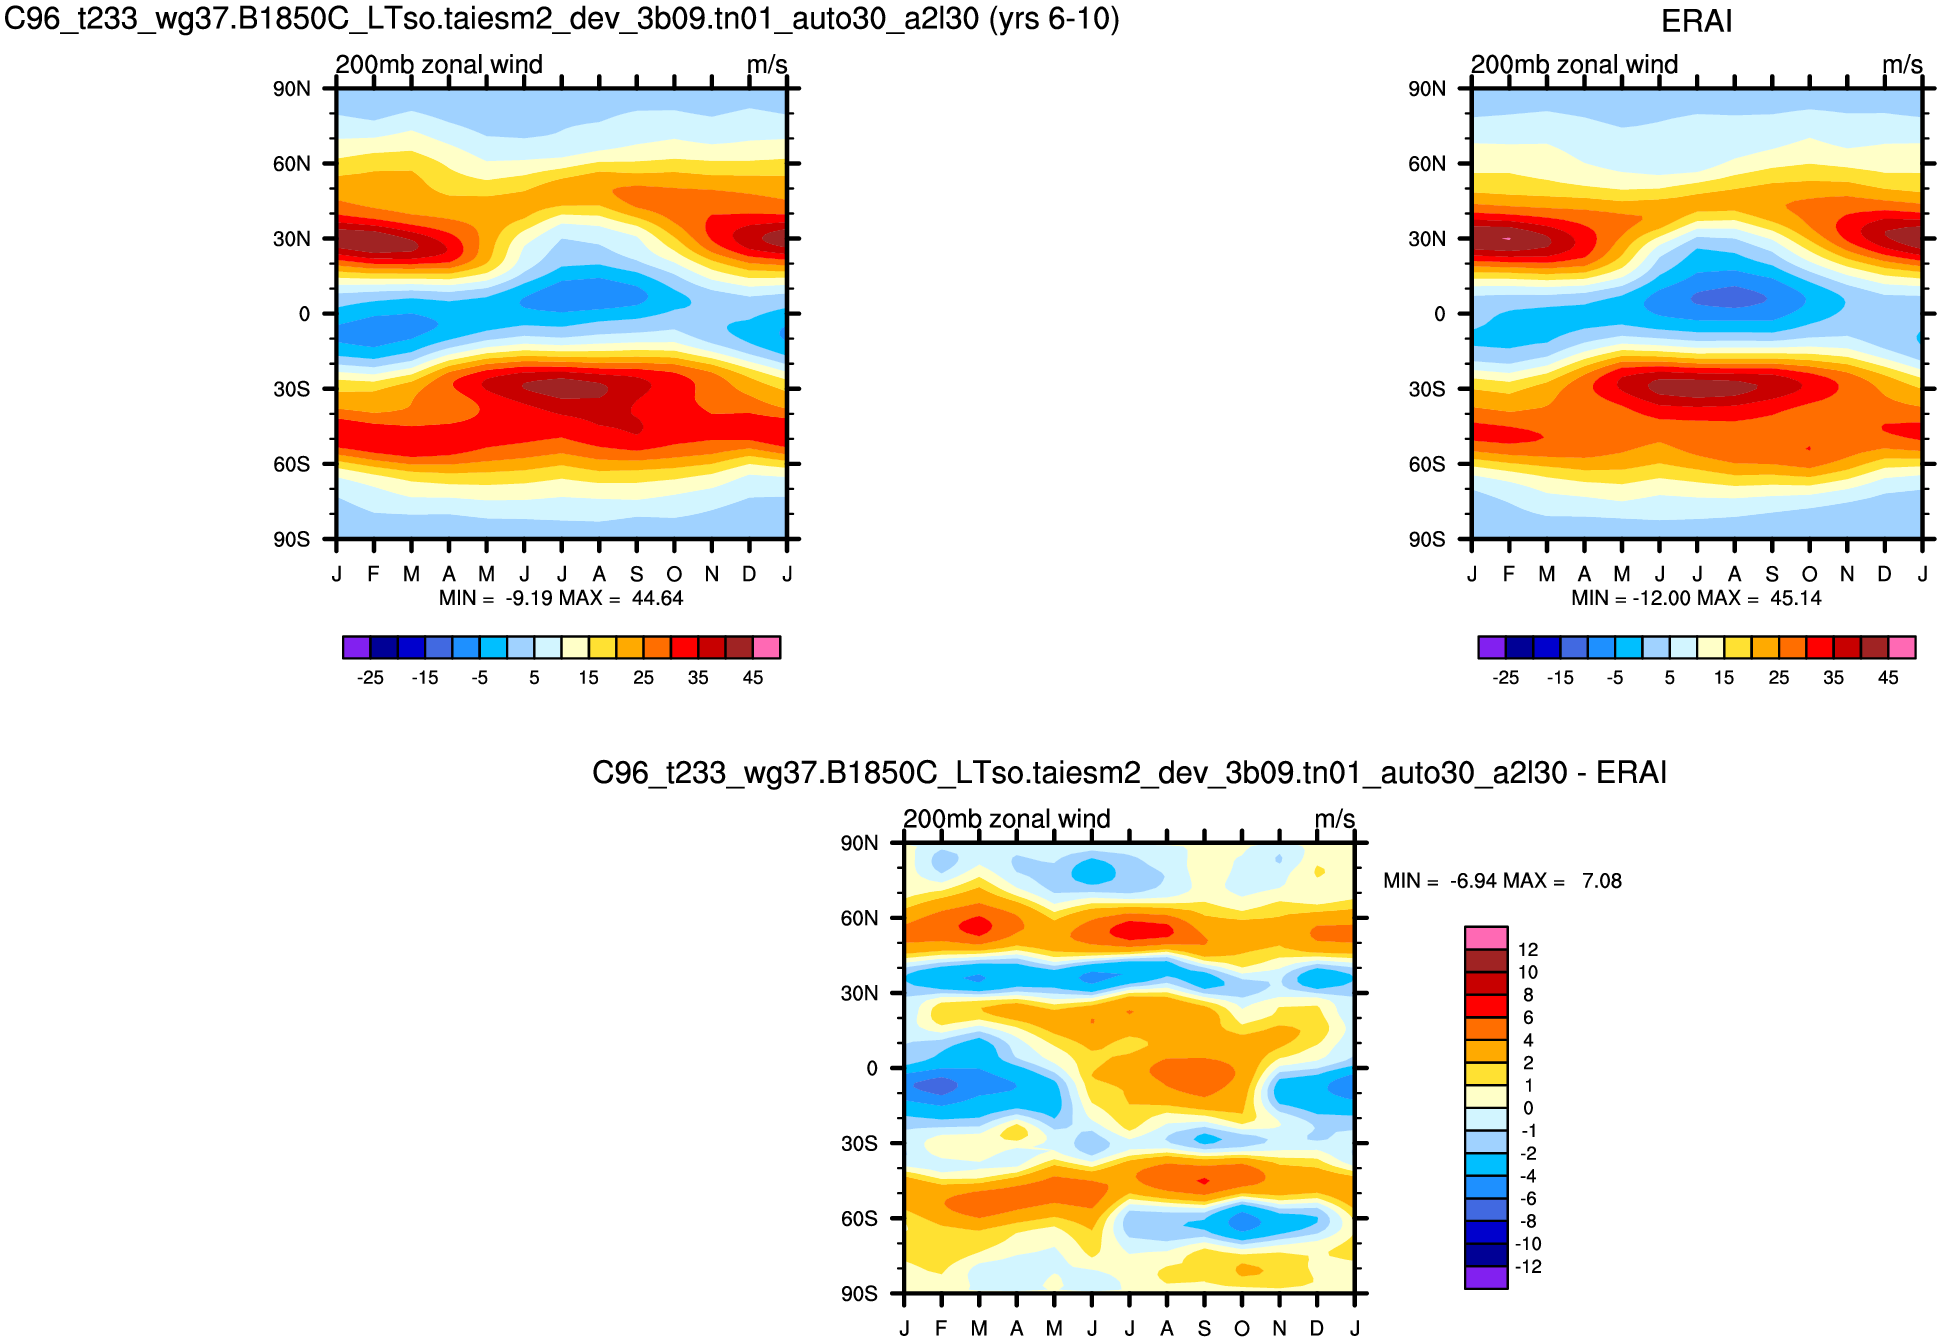 C96_t233_wg37.B1850C_LTso.taiesm2_dev_3b09.tn01_auto30_a2l30 (yrs 6-10)
200mb zonal wind m/s
90N
60N
30N
0
30S
60S
90S
J F M A M J J A S O N D J
MIN = -9.19 MAX = 44.64
-25 -15 -5 5 15 25 35 45
ERAI
200mb zonal wind m/s
90N
60N
30N
0
30S
60S
90S
J F M A M J J A S O N D J
MIN = -12.00 MAX = 45.14
-25 -15 -5 5 15 25 35 45
C96_t233_wg37.B1850C_LTso.taiesm2_dev_3b09.tn01_auto30_a2l30 - ERAI
200mb zonal wind m/s
90N
60N
30N
0
30S
60S
90S
J F M A M J J A S O N D J
MIN = -6.94 MAX = 7.08
12
10
8
6
4
2
1
0
-1
-2
-4
-6
-8
-10
-12